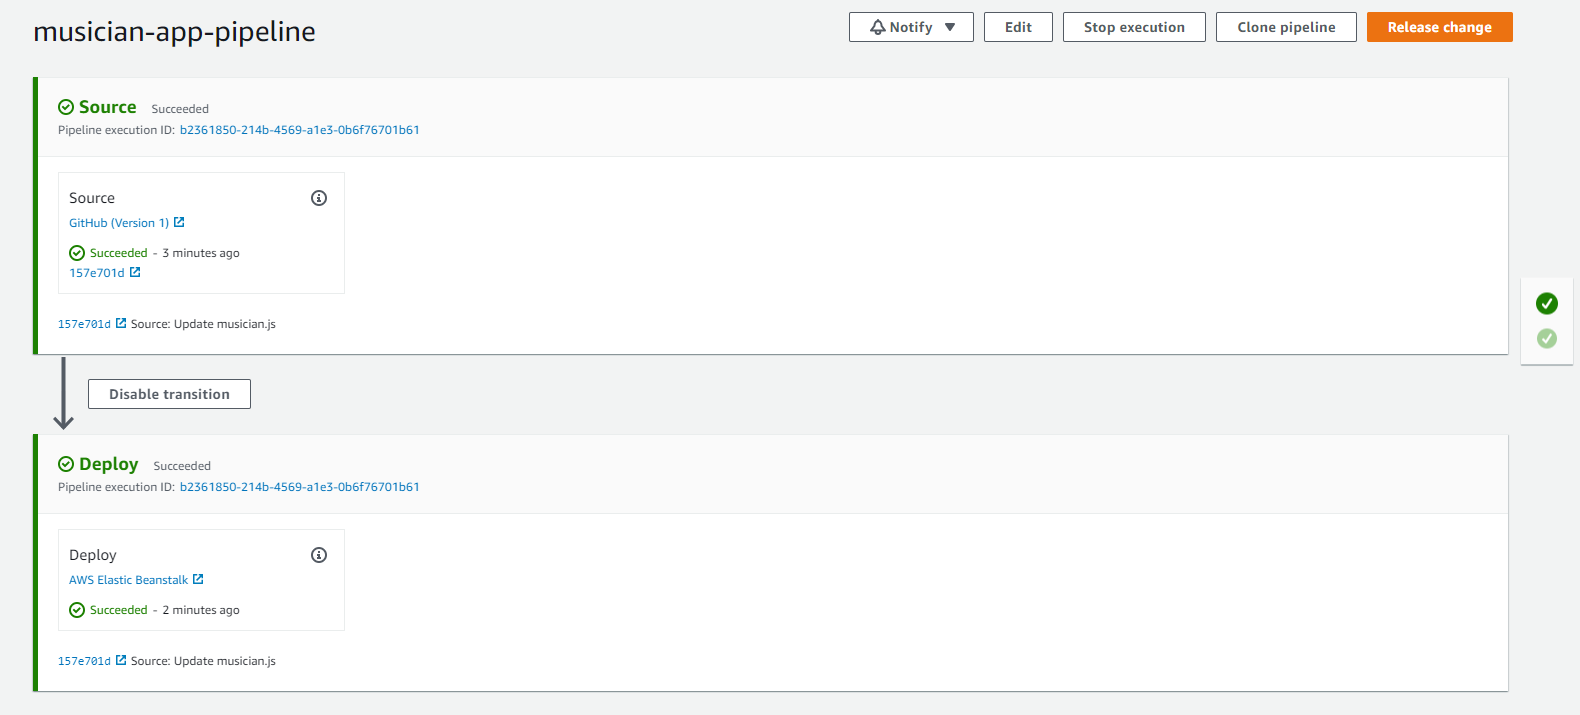 musician-app-pipeline
Notify
Edit
Stop execution
Clone pipeline
Release change
Source Succeeded
Pipeline execution ID: b2361850-214b-4569-a1e3-0b6f76701b61
Source
GitHub (Version 1)
Succeeded - 3 minutes ago
157e701d
157e701d Source: Update musician.js
Disable transition
Deploy Succeeded
Pipeline execution ID: b2361850-214b-4569-a1e3-0b6f76701b61
Deploy
AWS Elastic Beanstalk
Succeeded - 2 minutes ago
157e701d Source: Update musician.js